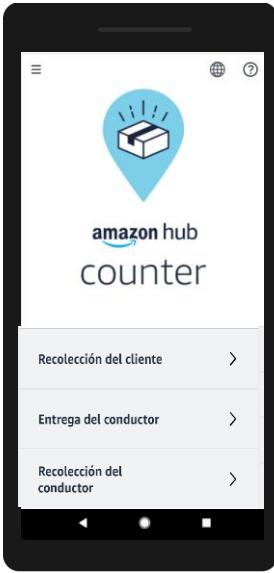 amazon hub
counter
Recolección del cliente
Entrega del conductor
Recolección del
conductor